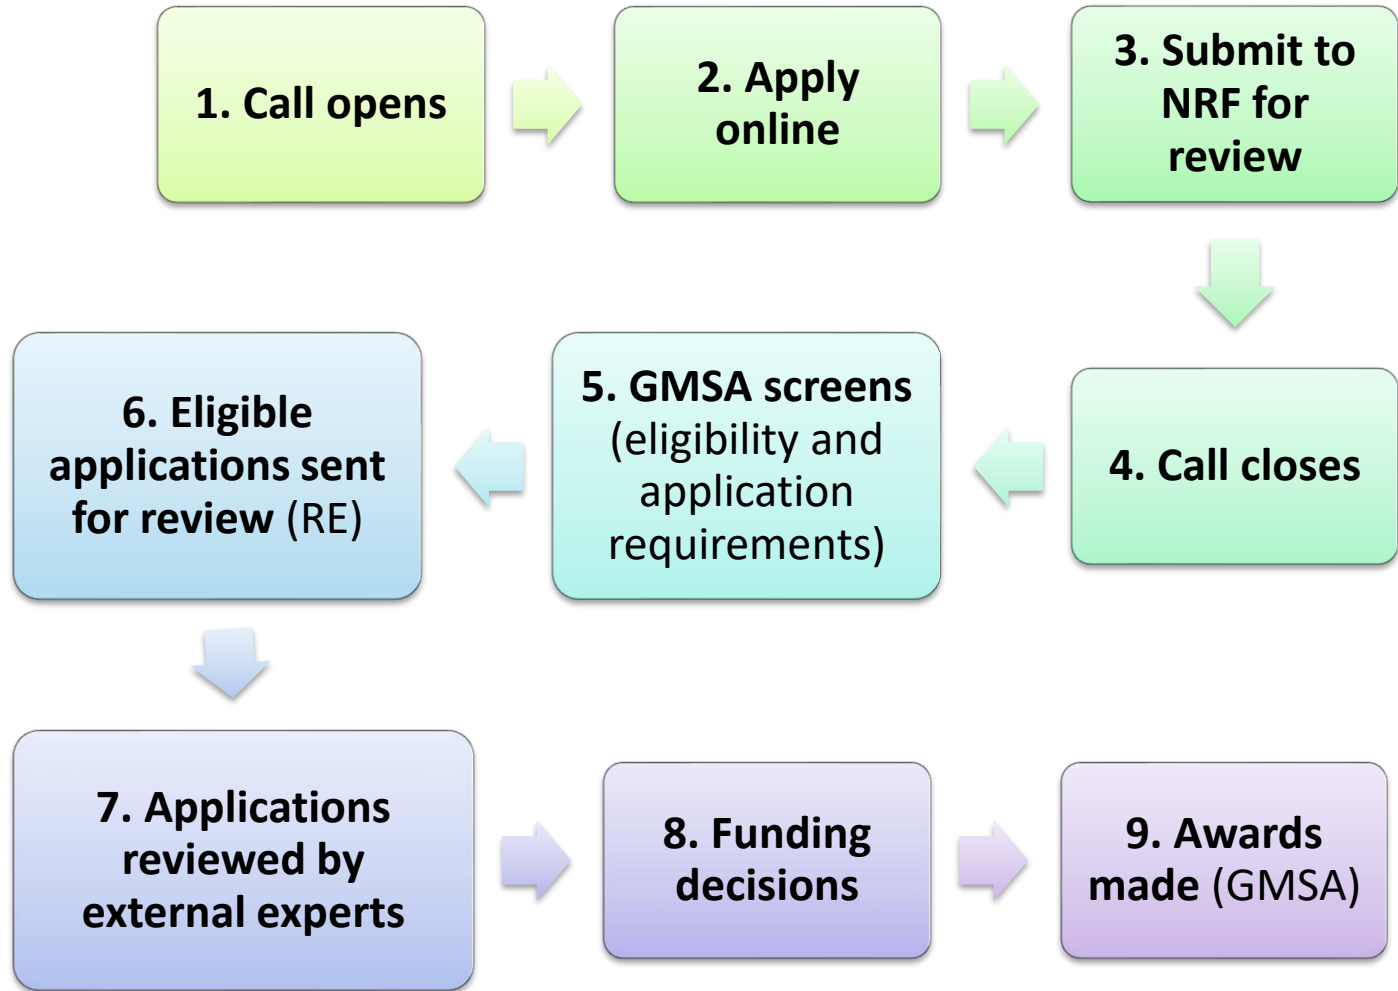 1. Call opens
2. Apply
online
3. Submit to
NRF for
review
4. Call closes
5. GMSA screens
(eligibility and
application
requirements)
6. Eligible
applications sent
for review (RE)
7. Applications
reviewed by
external experts
8. Funding
decisions
9. Awards
made (GMSA)